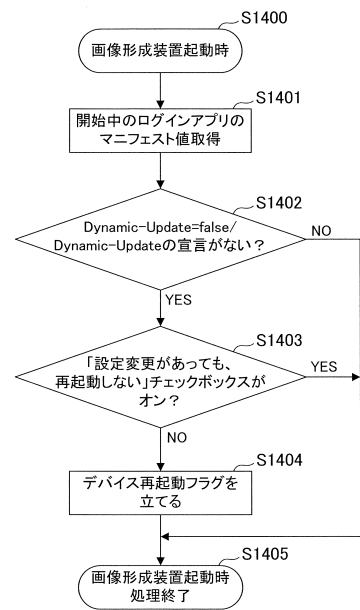 S1400
画像形成装置起動時
S1401
開始中のログインアプリの
マニフェスト値取得
S1402
Dynamic-Update=false/
Dynamic-Updateの宣言がない？
NO
YES
S1403
「設定変更があっても、
再起動しない」チェックボックスが
オン？
YES
NO
S1404
デバイス再起動フラグを
立てる
S1405
画像形成装置起動時
処理終了